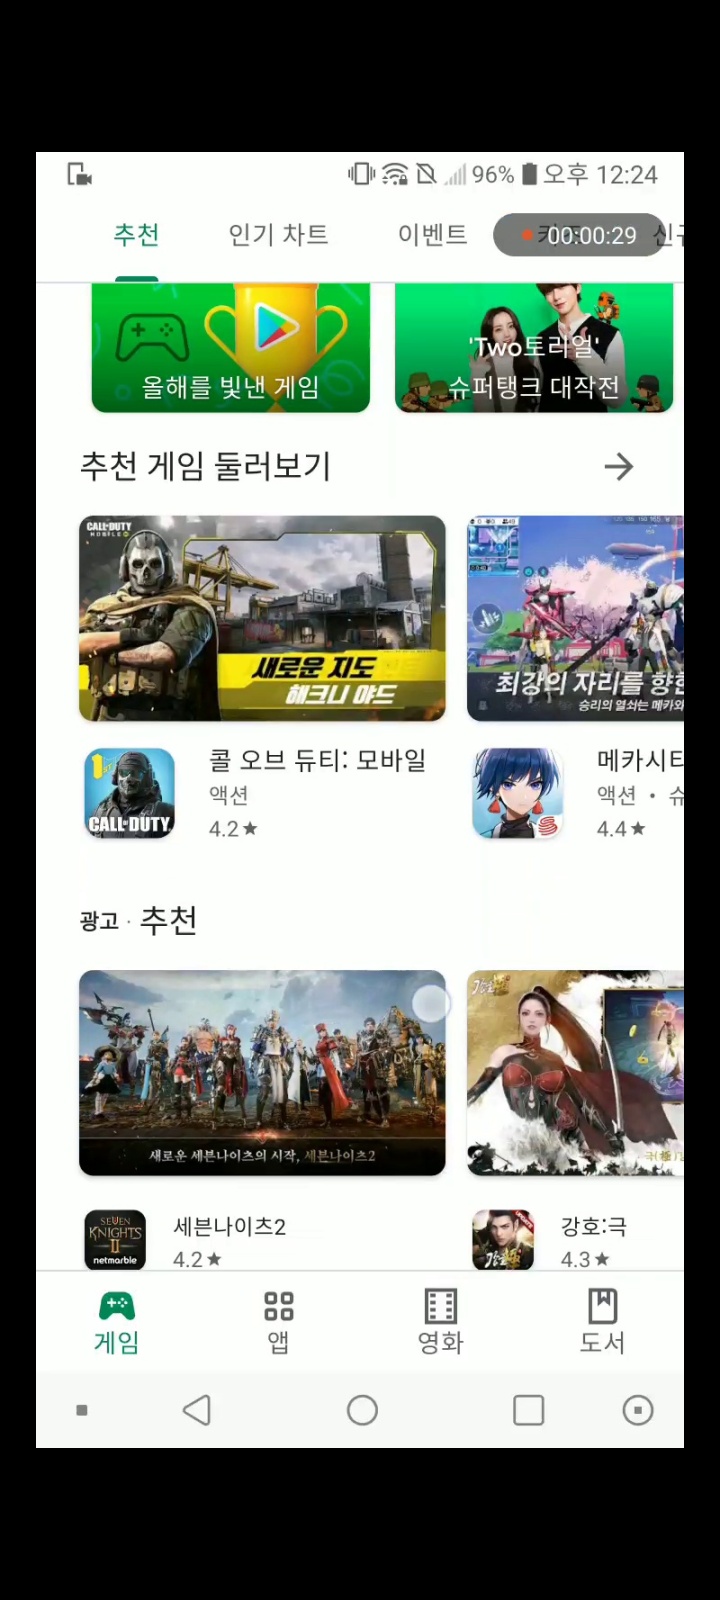 96% 오후 12:24
추천 인기 차트 이벤트 00:00:29
올해를 빛낸 게임
'Two토리얼'
슈퍼탱크 대작전
추천 게임 둘러보기
CALL OF DUTY
MOBILE
새로운 지도
해크니 야드
최강의 자리를 향한
승리의 열쇠는 메카와
CALL OF DUTY
콜 오브 듀티: 모바일
액션
4.2★
메카시티
액션 • 슈
4.4★
광고 · 추천
새로운 세븐나이츠의 시작, 세븐나이츠2
SEVEN
KNIGHTS
II
netmarble
세븐나이츠2
4.2★
UPDATE
강호:극
4.3★
게임 앱 영화 도서